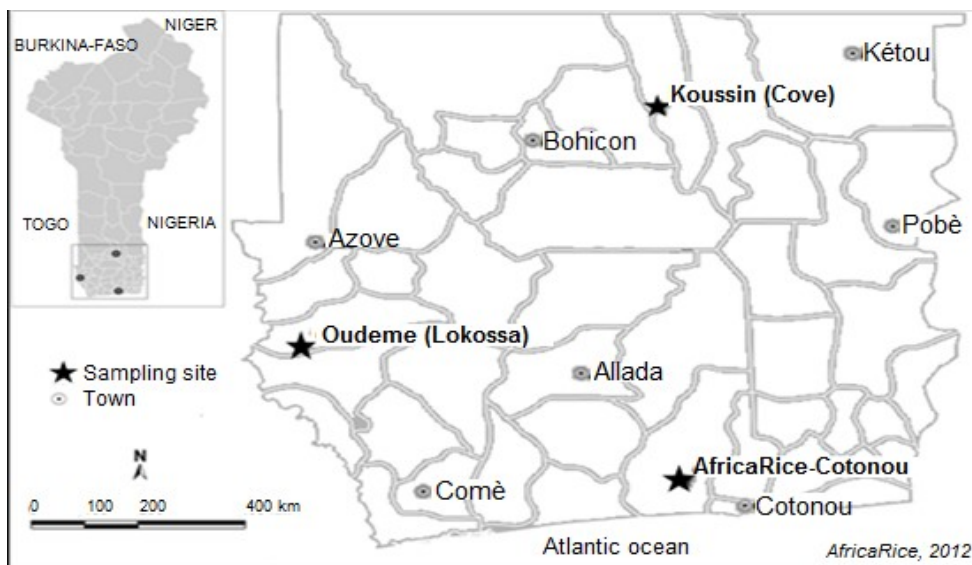 NIGER
BURKINA-FASO
TOGO
NIGERIA
Kétou
Koussin (Cove)
Bohicon
Pobè
Azove
Oudeme (Lokossa)
Sampling site
Town
Allada
N
AfricaRice-Cotonou
Comè
Cotonou
0 100 200 400 km
Atlantic ocean
AfricaRice, 2012